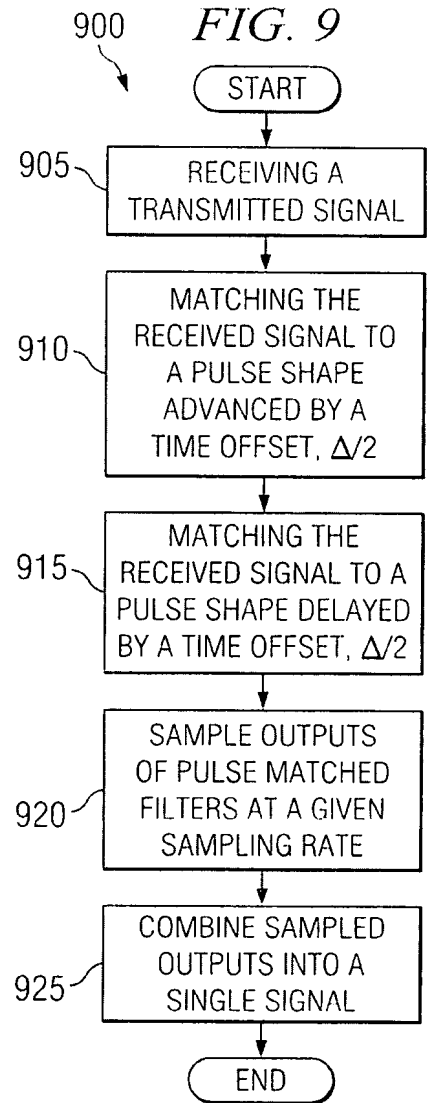 900
FIG. 9
START
905
RECEIVING A
TRANSMITTED SIGNAL
910
MATCHING THE
RECEIVED SIGNAL TO
A PULSE SHAPE
ADVANCED BY A
TIME OFFSET, Δ/2
915
MATCHING THE
RECEIVED SIGNAL TO A
PULSE SHAPE DELAYED
BY A TIME OFFSET, Δ/2
920
SAMPLE OUTPUTS
OF PULSE MATCHED
FILTERS AT A GIVEN
SAMPLING RATE
925
COMBINE SAMPLED
OUTPUTS INTO A
SINGLE SIGNAL
END